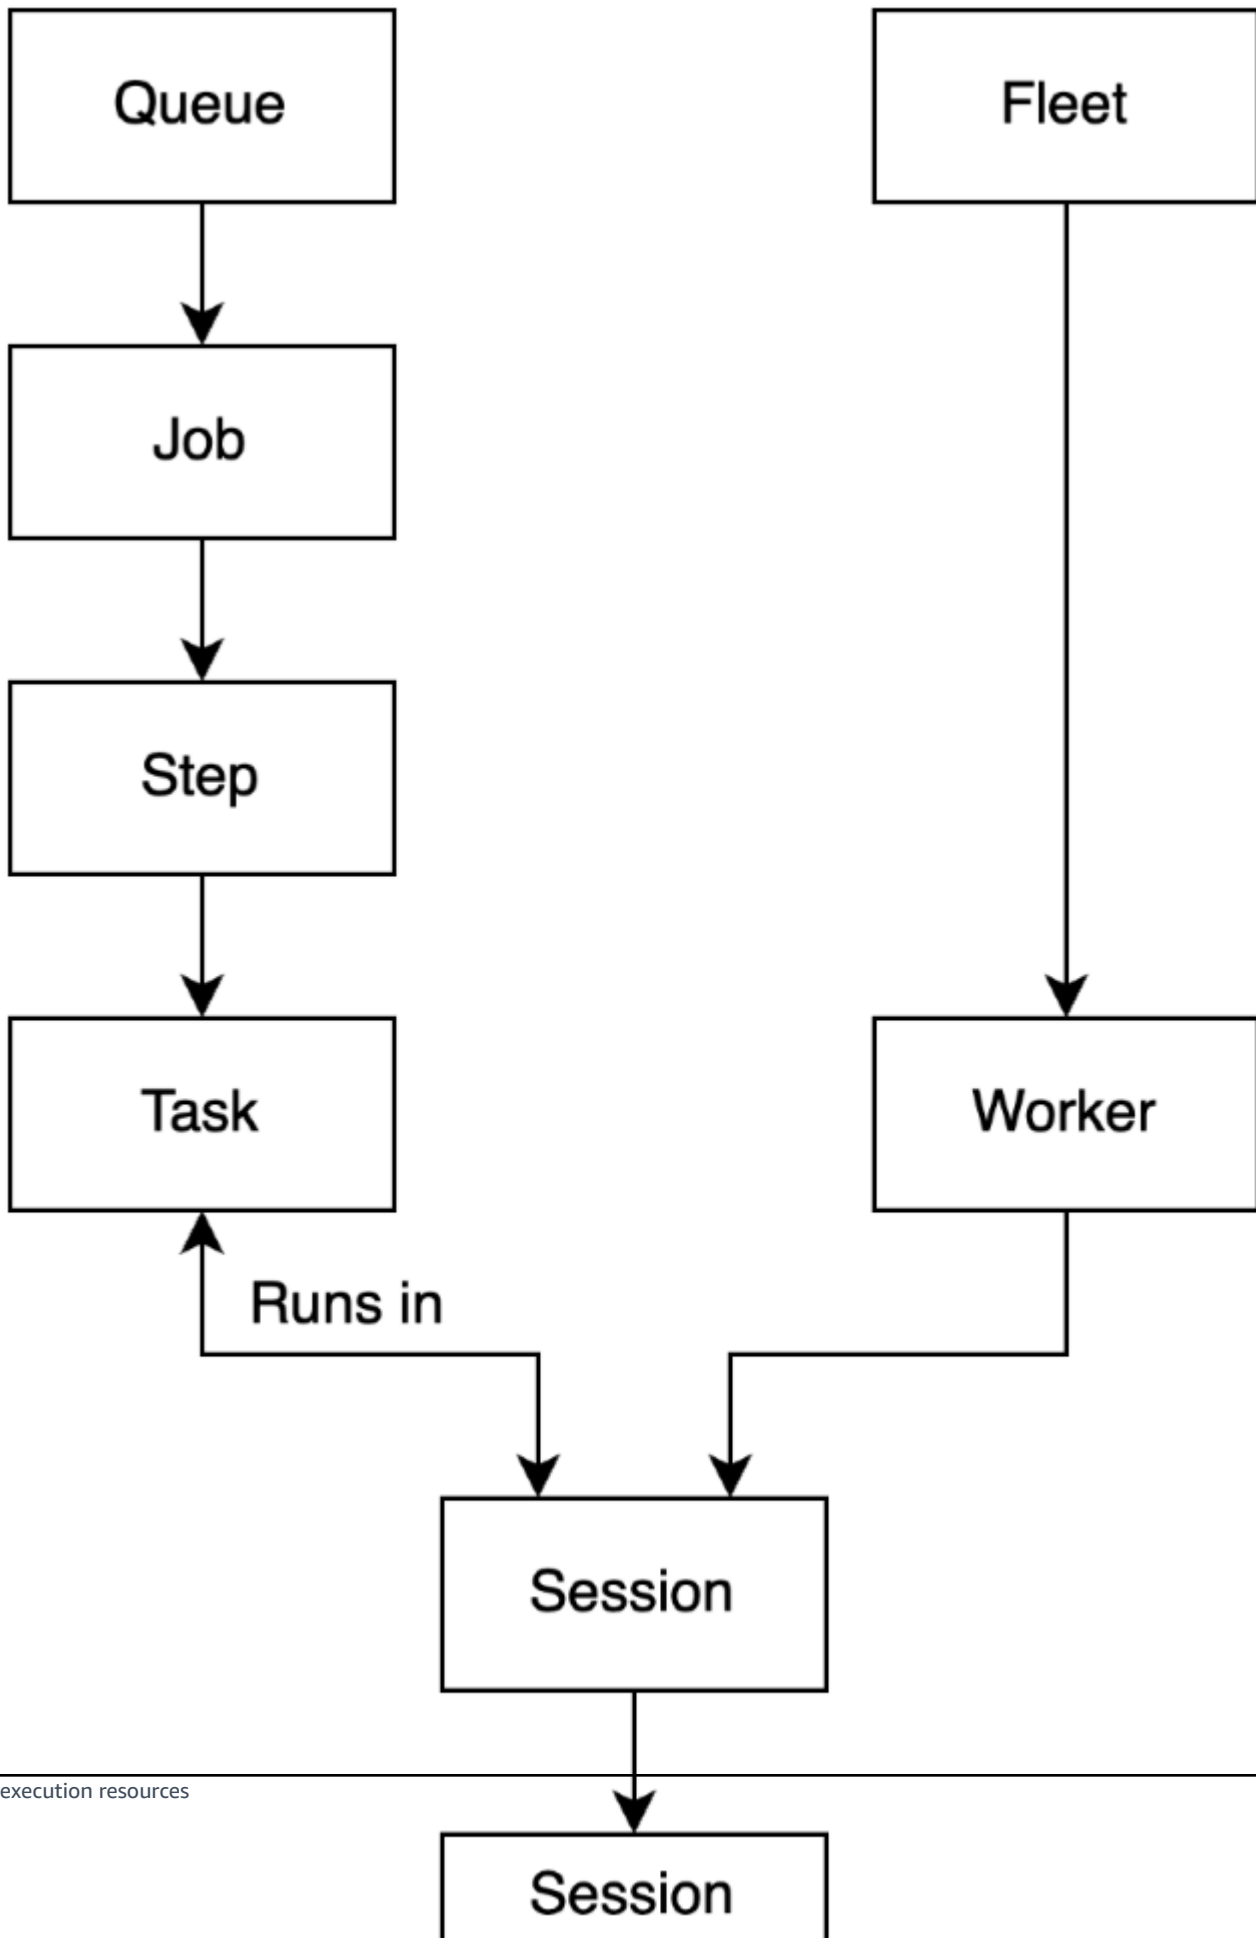 Queue
Fleet
Job
Step
Task
Worker
Runs in
Session
execution resources
Session